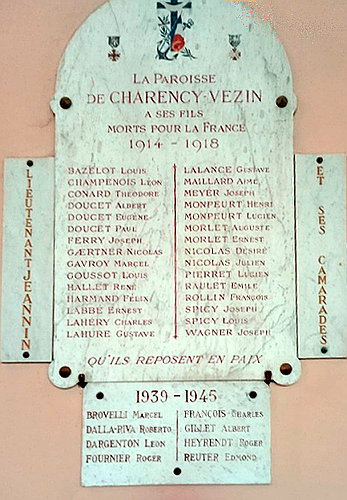 La Paroisse
de CHARENCY-VEZIN
A SES FILS
MORTS POUR LA FRANCE
1914 - 1918
BAZELOT Louis
CHAMPENOIS Léon
CONARD Théodore
DOUCET Albert
DOUCET Eugène
DOUCET Paul
FERRY Joseph
GÆRTNER Nicolas
GAVROY Marcel
GOUSSOT Louis
HALLET René
HARMAND Félix
LABBÉ Ernest
LAHÉRY Charles
LAHURE Gustave
LALANCE Gustave
MAILLARD Aimé
MEYER Joseph
MONPEURT Henri
MONPEURT Lucien
MORLET Auguste
MORLET Ernest
NICOLAS Désiré
NICOLAS Julien
PIERRET Lucien
RAULET Emile
ROLLIN François
SPICY Joseph
SPICY Louis
WAGNER Joseph
QU'ILS REPOSENT EN PAIX
LIEUTENANT JEANNIN
ET SES CAMARADES
1939 - 1945
BROVELLI Marcel
DALLA-RIVA Roberto
DARGENTON Léon
FOURNIER Roger
FRANÇOIS Charles
GILLET Albert
HEYRENDT Roger
REUTER Edmond